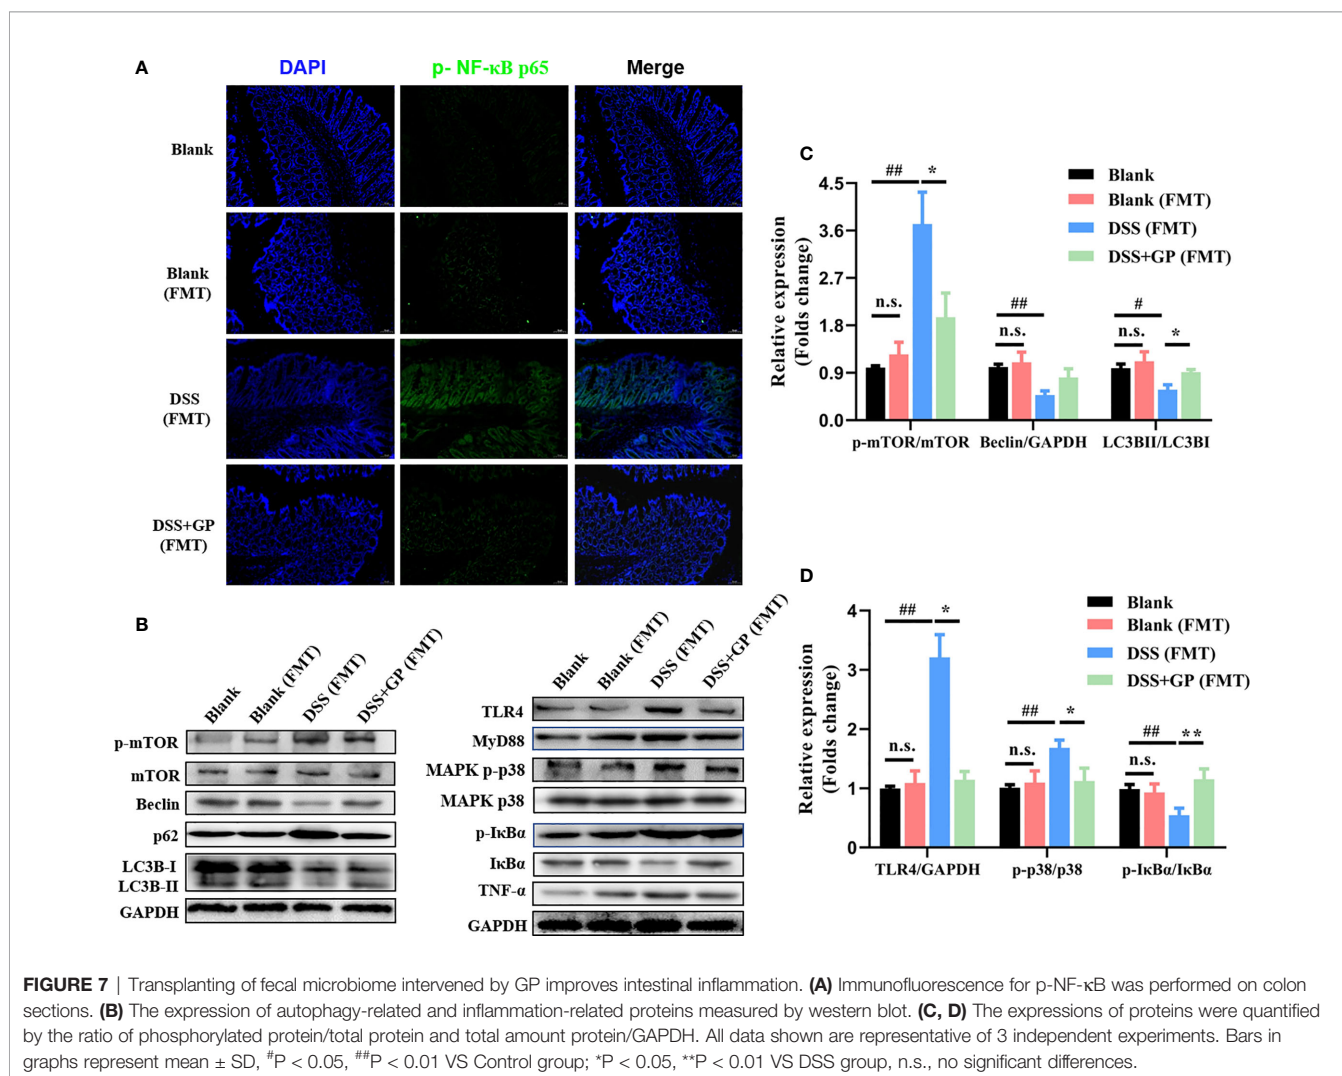 A
DAPI
p- NF-κB p65
Merge
Blank
Blank
(FMT)
DSS
(FMT)
DSS+GP
(FMT)
B
Blank
Blank (FMT)
DSS (FMT)
DSS+GP (FMT)
p-mTOR
mTOR
Beclin
p62
LC3B-I
LC3B-II
GAPDH
Blank
Blank (FMT)
DSS (FMT)
DSS+GP (FMT)
TLR4
MyD88
MAPK p-p38
MAPK p38
p-IκBα
IκBα
TNF-α
GAPDH
C
Blank
Blank (FMT)
DSS (FMT)
DSS+GP (FMT)
Relative expression
(Folds change)
4.5
3.6
2.7
1.8
0.9
0.0
n.s.
##
*
n.s.
##
n.s.
#
*
p-mTOR/mTOR
Beclin/GAPDH
LC3BII/LC3BI
D
Blank
Blank (FMT)
DSS (FMT)
DSS+GP (FMT)
Relative expression
(Folds change)
4
3
2
1
0
n.s.
##
*
n.s.
##
*
n.s.
##
**
TLR4/GAPDH
p-p38/p38
p-IκBα/IκBα
FIGURE 7 | Transplanting of fecal microbiome intervened by GP improves intestinal inflammation. (A) Immunofluorescence for p-NF-κB was performed on colon
sections. (B) The expression of autophagy-related and inflammation-related proteins measured by western blot. (C, D) The expressions of proteins were quantified
by the ratio of phosphorylated protein/total protein and total amount protein/GAPDH. All data shown are representative of 3 independent experiments. Bars in
graphs represent mean ± SD, #P < 0.05, ##P < 0.01 VS Control group; *P < 0.05, **P < 0.01 VS DSS group, n.s., no significant differences.